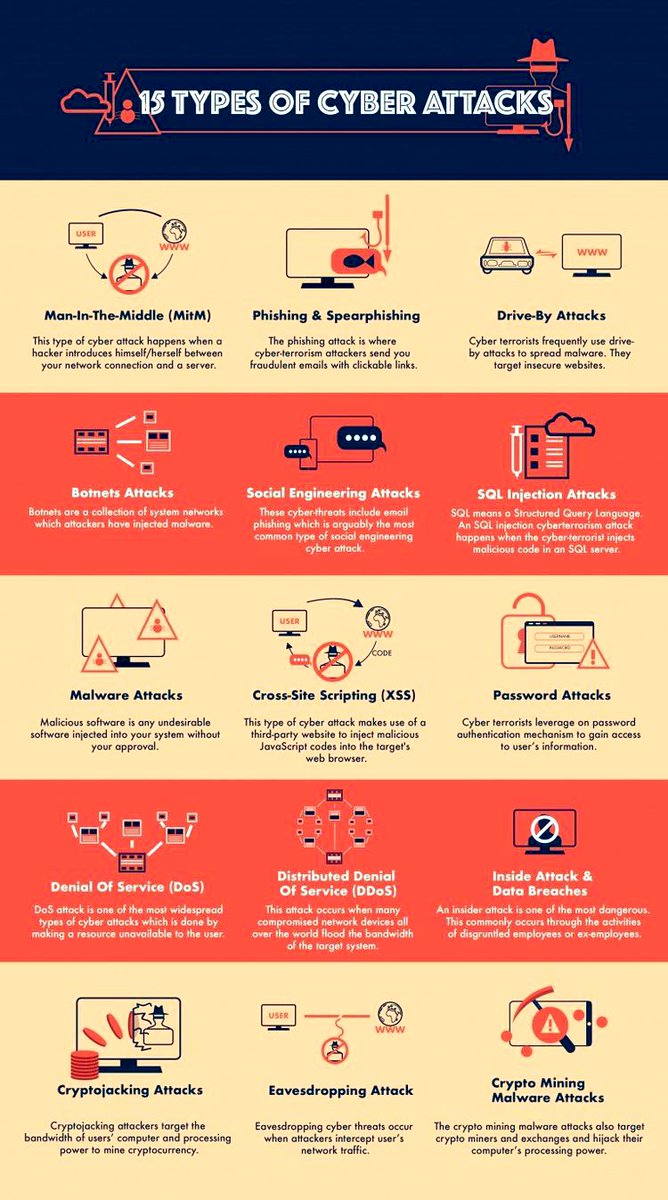 15 TYPES OF CYBER ATTACKS
USER
WWW
Man-In-The-Middle (MitM)
This type of cyber attack happens when a
hacker introduces himself/herself between
your network connection and a server.
Phishing & Spearphishing
The phishing attack is where
cyber-terrorism attackers send you
fraudulent emails with clickable links.
WWW
Drive-By Attacks
Cyber terrorists frequently use drive-
by attacks to spread malware. They
target insecure websites.
Botnets Attacks
Botnets are a collection of system networks
which attackers have injected malware.
Social Engineering Attacks
These cyber-threats include email
phishing which is arguably the most
common type of social engineering
cyber attack.
SQL Injection Attacks
SQL means a Structured Query Language.
An SQL injection cyberterrorism attack
happens when the cyber-terrorist injects
malicious code in an SQL server.
Malware Attacks
Malicious software is any undesirable
software injected into your system without
your approval.
USER
WWW
CODE
Cross-Site Scripting (XSS)
This type of cyber attack makes use of a
third-party website to inject malicious
JavaScript codes into the target's
web browser.
USERNAME
PASSWORD
Password Attacks
Cyber terrorists leverage on password
authentication mechanism to gain access
to user's information.
Denial Of Service (DoS)
DoS attack is one of the most widespread
types of cyber attacks which is done by
making a resource unavailable to the user.
Distributed Denial
Of Service (DDoS)
This attack occurs when many
compromised network devices all
over the world flood the bandwidth
of the target system.
Inside Attack &
Data Breaches
An insider attack is one of the most dangerous.
This commonly occurs through the activities
of disgruntled employees or ex-employees.
Cryptojacking Attacks
Cryptojacking attackers target the
bandwidth of users' computer and processing
power to mine cryptocurrency.
USER
WWW
Eavesdropping Attack
Eavesdropping cyber threats occur
when attackers intercept user's
network traffic.
Crypto Mining
Malware Attacks
The crypto mining malware attacks also target
crypto miners and exchanges and hijack their
computer's processing power.